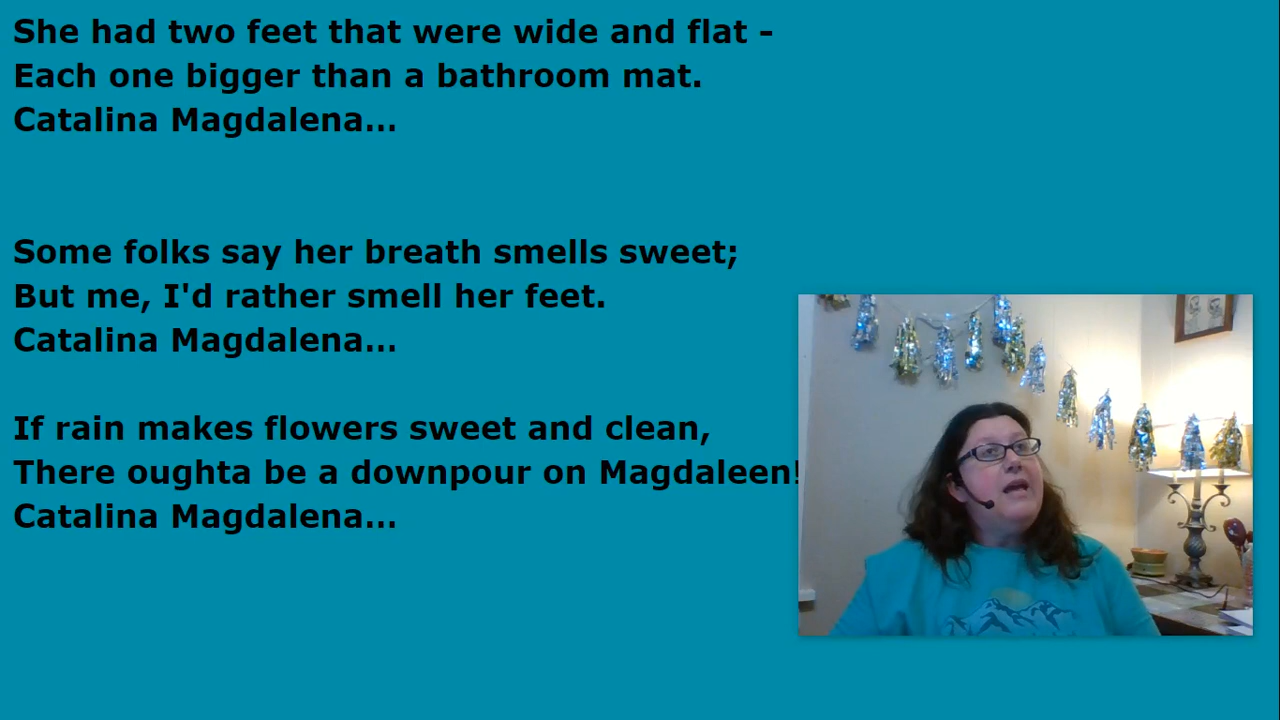 She had two feet that were wide and flat -
Each one bigger than a bathroom mat.
Catalina Magdalena...
Some folks say her breath smells sweet;
But me, I'd rather smell her feet.
Catalina Magdalena...
If rain makes flowers sweet and clean,
There oughta be a downpour on Magdaleen!
Catalina Magdalena...